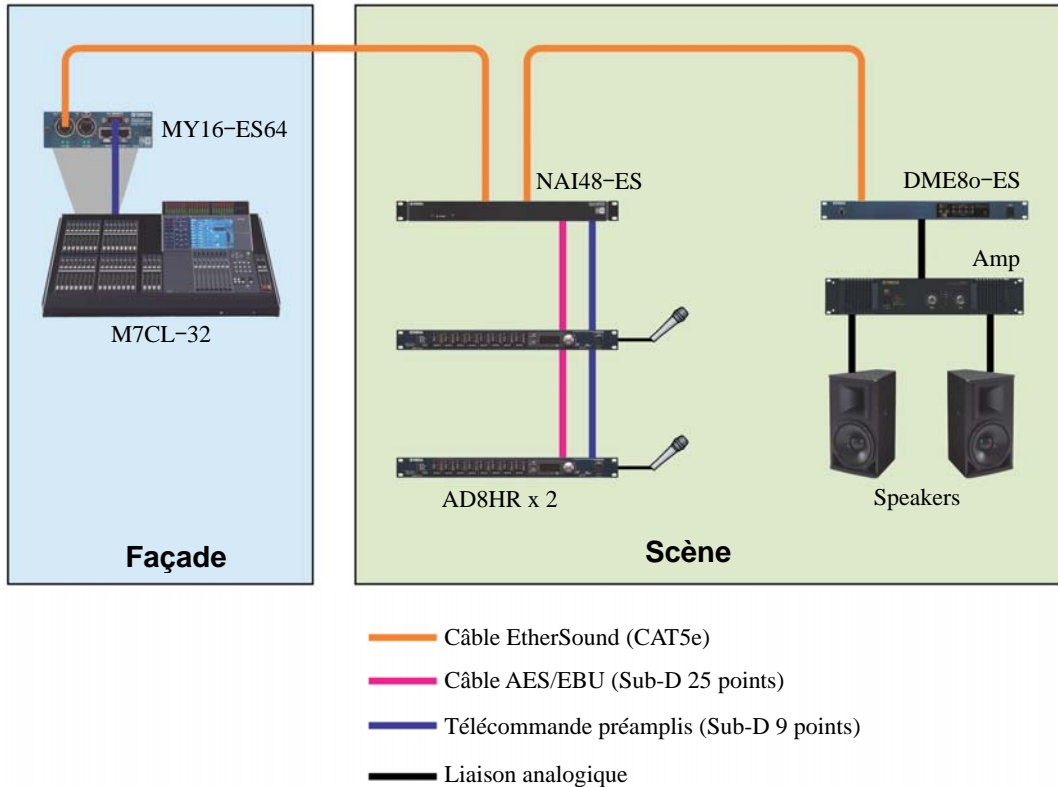 MY16-ES64
NAI48-ES
DME8o-ES
Amp
M7CL-32
AD8HR x 2
Speakers
Façade
Scène
Câble EtherSound (CAT5e)
Câble AES/EBU (Sub-D 25 points)
Télécommande préamplis (Sub-D 9 points)
Liaison analogique